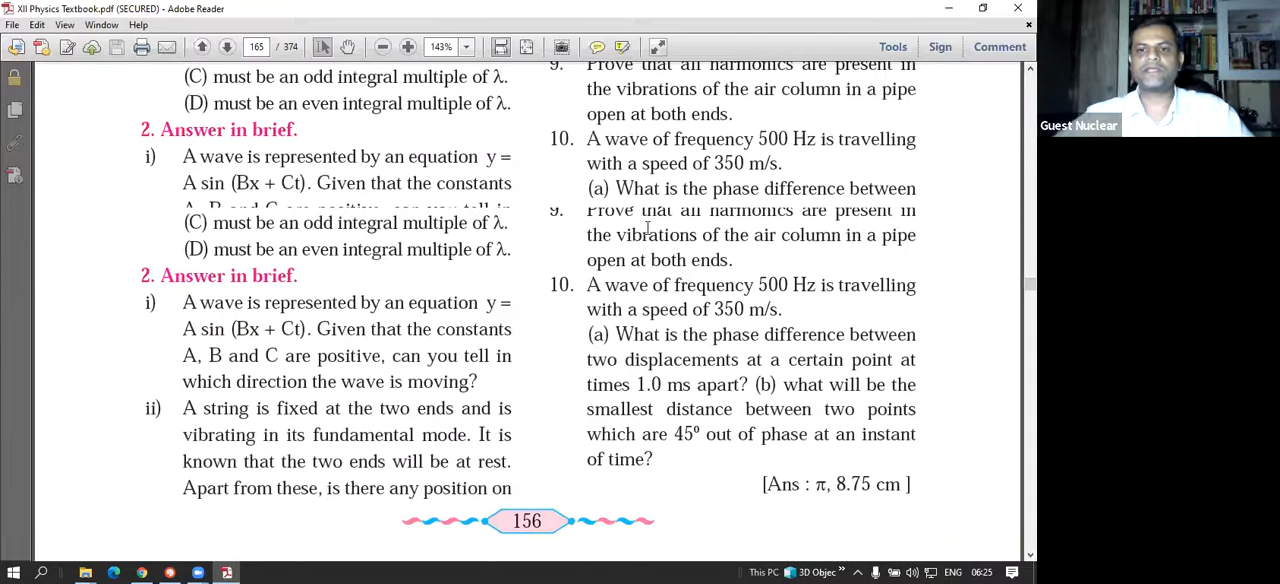 XII Physics Textbook.pdf (SECURED) - Adobe Reader
File Edit View Window Help
165 / 374
143%
Tools Sign Comment
(C) must be an odd integral multiple of λ.
(D) must be an even integral multiple of λ.
2. Answer in brief.
i) A wave is represented by an equation y =
A sin (Bx + Ct). Given that the constants
A, B and C are positive, can you tell in
(C) must be an odd integral multiple of λ.
(D) must be an even integral multiple of λ.
2. Answer in brief.
i) A wave is represented by an equation y =
A sin (Bx + Ct). Given that the constants
A, B and C are positive, can you tell in
which direction the wave is moving?
ii) A string is fixed at the two ends and is
vibrating in its fundamental mode. It is
known that the two ends will be at rest.
Apart from these, is there any position on
9. Prove that all harmonics are present in
the vibrations of the air column in a pipe
open at both ends.
10. A wave of frequency 500 Hz is travelling
with a speed of 350 m/s.
(a) What is the phase difference between
9. Prove that all harmonics are present in
the vibrations of the air column in a pipe
open at both ends.
10. A wave of frequency 500 Hz is travelling
with a speed of 350 m/s.
(a) What is the phase difference between
two displacements at a certain point at
times 1.0 ms apart? (b) what will be the
smallest distance between two points
which are 45º out of phase at an instant
of time?
[Ans : π, 8.75 cm ]
156
Guest Nuclear
This PC 3D Objec » ENG 06:25